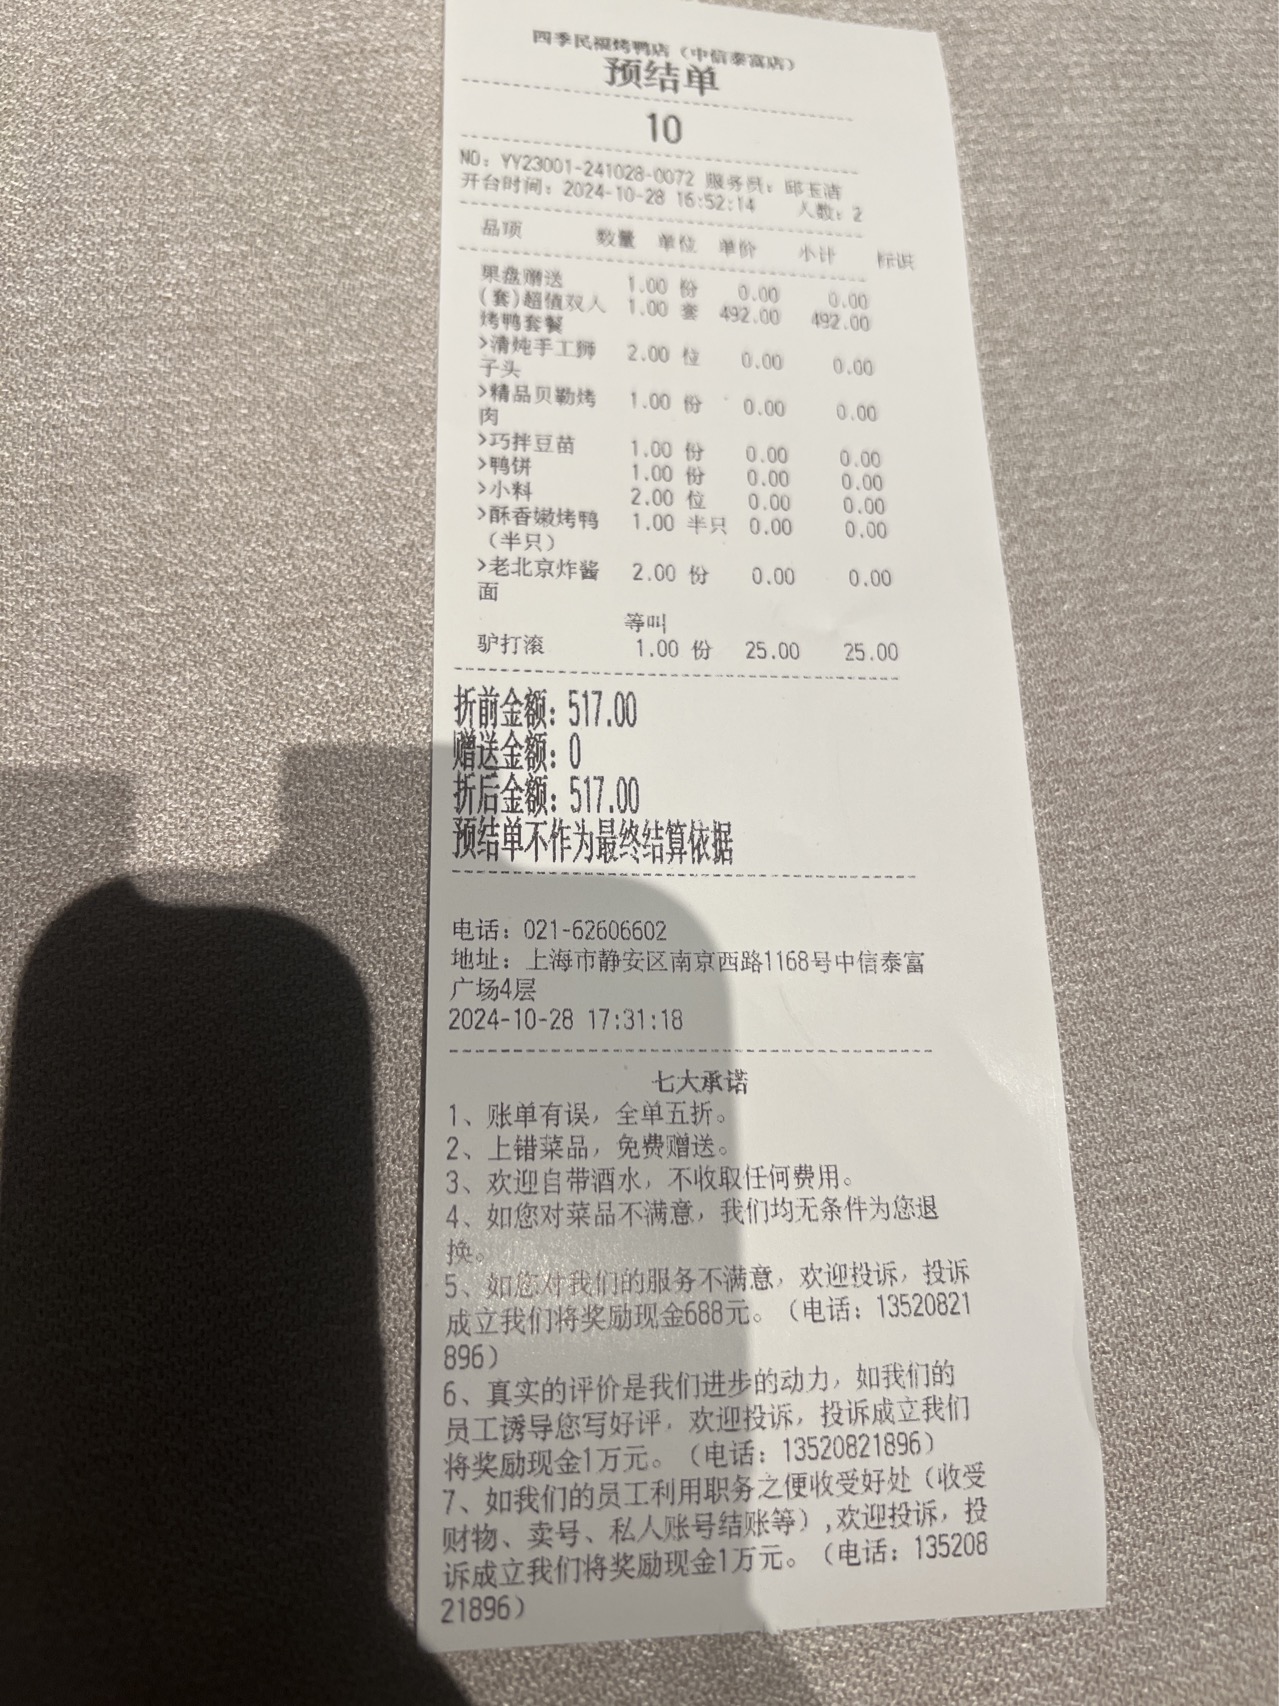 四季民福烤鸭店（中信泰富店）
预结单
10
NO：YY23001-241028-0072 服务员：邱玉洁
开台时间：2024-10-28 16:52:14 人数：2
品项 数量 单位 单价 小计 标识
果盘赠送 1.00 份 0.00 0.00
(套)超值双人 1.00 套 492.00 492.00
烤鸭套餐
>清炖手工狮 2.00 位 0.00 0.00
子头
>精品贝勒烤 1.00 份 0.00 0.00
肉
>巧拌豆苗 1.00 份 0.00 0.00
>鸭饼 1.00 份 0.00 0.00
>小料 2.00 位 0.00 0.00
>酥香嫩烤鸭 1.00 半只 0.00 0.00
（半只）
>老北京炸酱 2.00 份 0.00 0.00
面
等叫
驴打滚 1.00 份 25.00 25.00
折前金额：517.00
赠送金额：0
折后金额：517.00
预结单不作为最终结算依据
电话：021-62606602
地址：上海市静安区南京西路1168号中信泰富
广场4层
2024-10-28 17:31:18
七大承诺
1、账单有误，全单五折。
2、上错菜品，免费赠送。
3、欢迎自带酒水，不收取任何费用。
4、如您对菜品不满意，我们均无条件为您退
换。
5、如您对我们的服务不满意，欢迎投诉，投诉
成立我们将奖励现金688元。（电话：13520821
896）
6、真实的评价是我们进步的动力，如我们的
员工诱导您写好评，欢迎投诉，投诉成立我们
将奖励现金1万元。（电话：13520821896）
7、如我们的员工利用职务之便收受好处（收受
财物、卖号、私人账号结账等）,欢迎投诉，投
诉成立我们将奖励现金1万元。（电话：135208
21896）